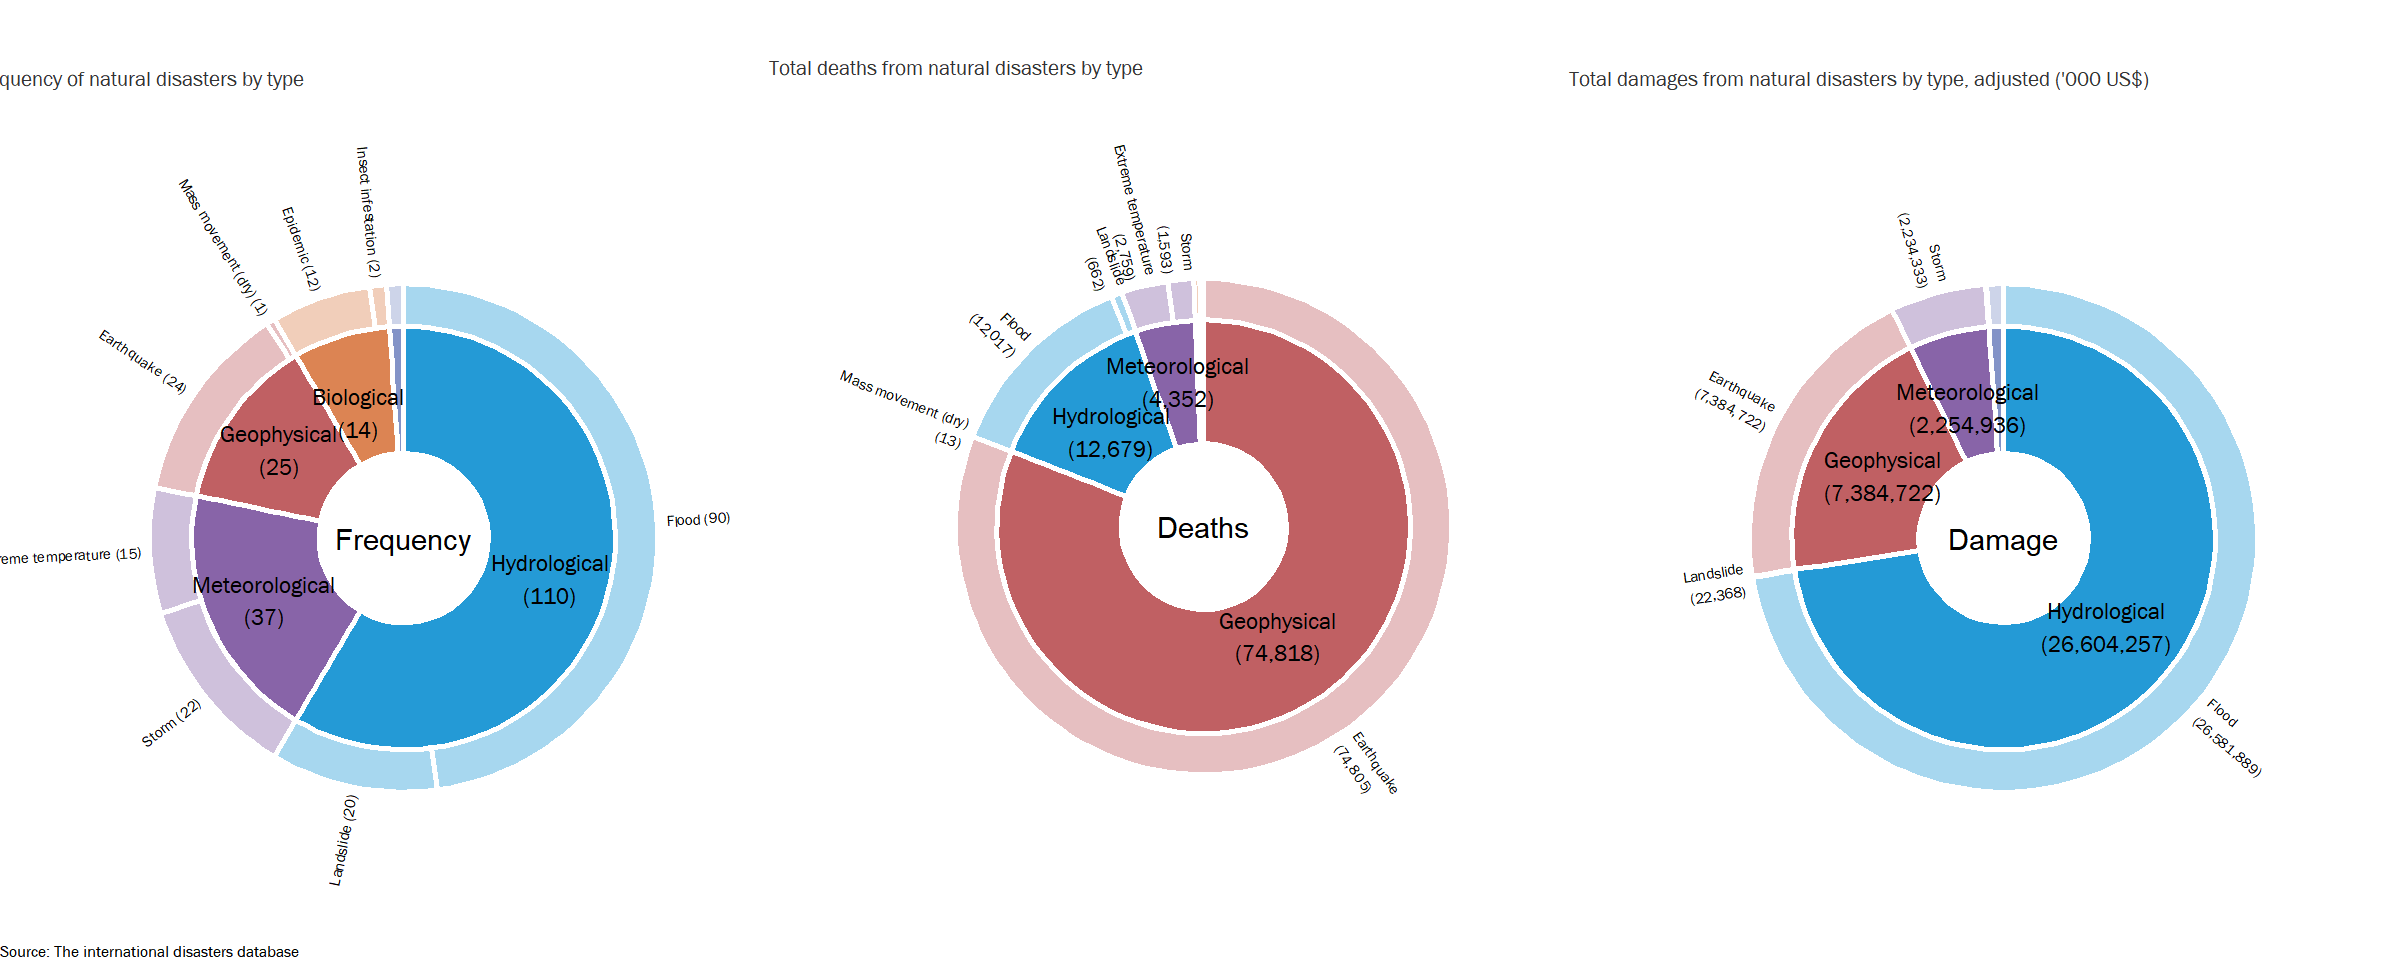 quency of natural disasters by type
Total deaths from natural disasters by type
Total damages from natural disasters by type, adjusted ('000 US$)
Insect infestation (2)
Mass movement (dry) (1)
Epidemic (12)
Earthquake (24)
Biological
(14)
Geophysical
(25)
Frequency
Flood (90)
reme temperature (15)
Hydrological
(110)
Meteorological
(37)
Storm (22)
Landslide (20)
Extreme temperature
(2,759)
Storm
(1,593)
Landslide
(662)
Flood
(12,017)
Mass movement (dry)
(13)
Meteorological
(4,352)
Hydrological
(12,679)
Deaths
Geophysical
(74,818)
Earthquake
(74,805)
Storm
(2,234,333)
Earthquake
(7,384,722)
Meteorological
(2,254,936)
Geophysical
(7,384,722)
Damage
Landslide
(22,368)
Hydrological
(26,604,257)
Flood
(26,581,889)
Source: The international disasters database